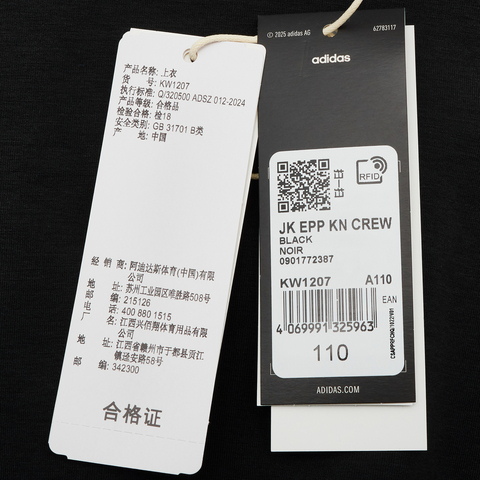 产品名称: 上衣
货 号: KW1207
执行标准: Q/320500 ADSZ 012-2024
产品等级: 合格品
检验合格: 检18
安全类别: GB 31701 B类
产 地: 中国
经 销 商: 阿迪达斯体育(中国)有限
公司
地 址: 苏州工业园区唯胜路508号
邮 编: 215126
电 话: 400 880 1515
厂 名: 江西兴佰翔体育用品有限
公司
地 址: 江西省赣州市于都县贡江
镇迳安路58号
邮 编: 342300
合格证
© 2025 adidas AG
62783117
adidas
RFID
JK EPP KN CREW
BLACK
NOIR
0901772387
KW1207 A110
EAN
4 069991 325963
110
ADIDAS.COM